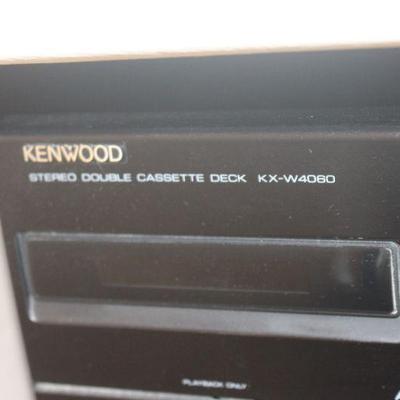 KENWOOD
STEREO DOUBLE CASSETTE DECK KX-W4060
PLAYBACK ONLY